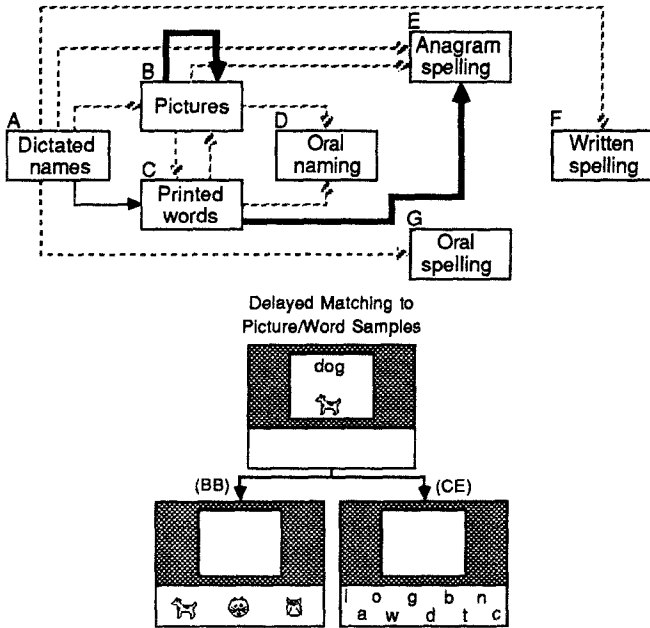 E
Anagram
spelling
B
Pictures
A
Dictated
names
D
Oral
naming
F
Written
spelling
C
Printed
words
G
Oral
spelling
Delayed Matching to
Picture/Word Samples
dog
(BB)
(CE)
l o g b n
a w d t c